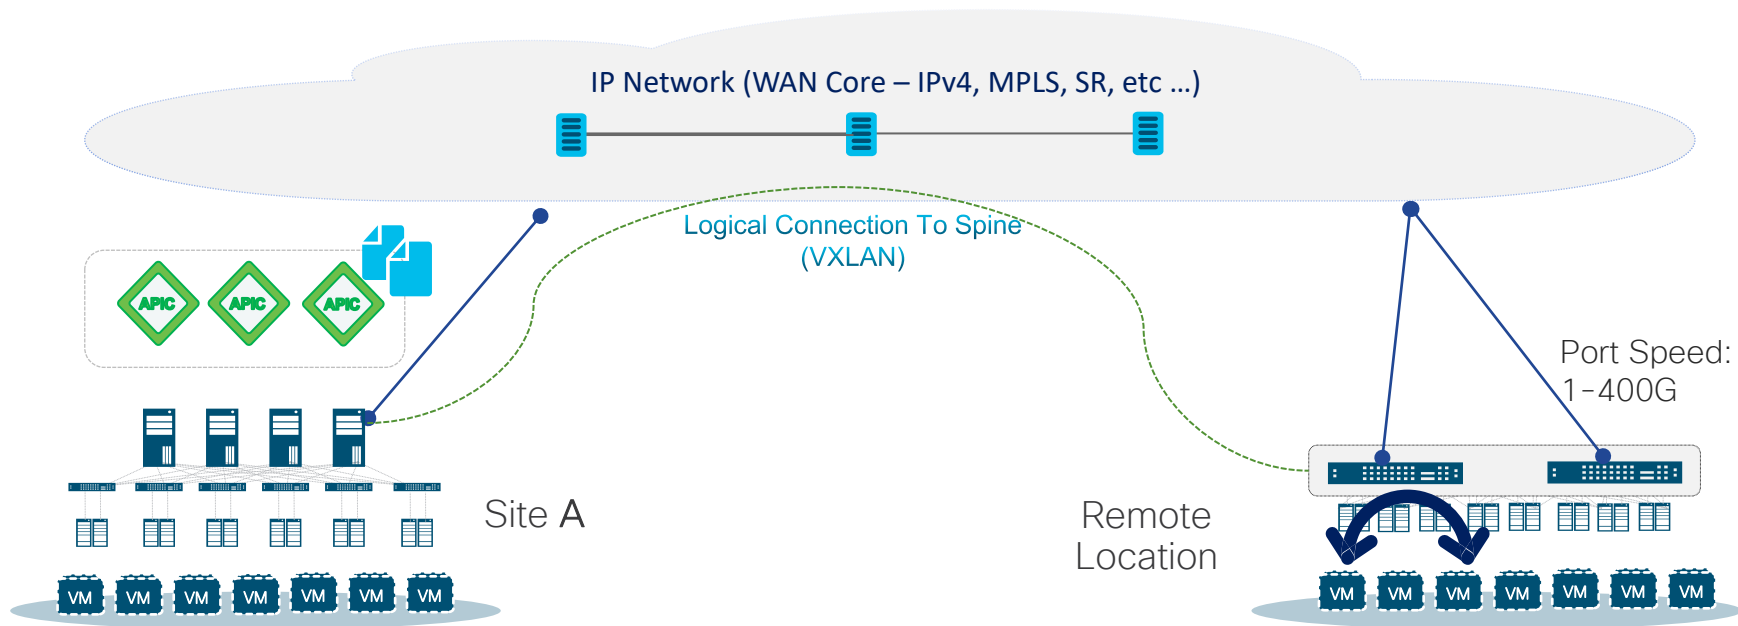 IP Network (WAN Core – IPv4, MPLS, SR, etc ...)
Logical Connection To Spine
(VXLAN)
APIC
APIC
APIC
Port Speed:
1-400G
Site A
Remote
Location
VM
VM
VM
VM
VM
VM
VM
VM
VM
VM
VM
VM
VM
VM